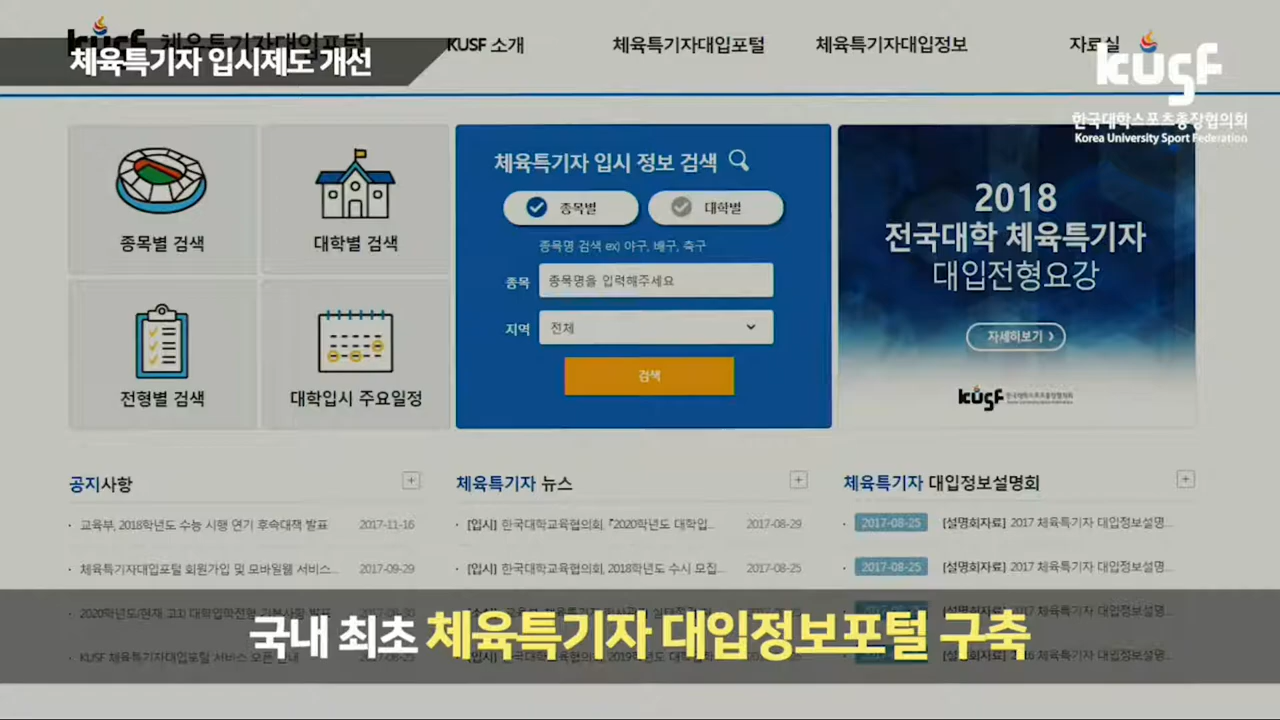 체육특기자 입시제도 개선
KUSF 소개
체육특기자대입포털
체육특기자대입정보
자료실
kusf
한국대학스포츠총장협의회
Korea University Sport Federation
종목별 검색
대학별 검색
전형별 검색
대학입시 주요일정
체육특기자 입시 정보 검색
종목별
대학별
종목명 검색 ex) 야구, 배구, 축구
종목
종목명을 입력해주세요
지역
전체
검색
2018
전국대학 체육특기자
대입전형요강
자세히보기
kusf
공지사항
교육부, 2018학년도 수능 시행 연기 후속대책 발표 2017-11-16
체육특기자대입포털 회원가입 및 모바일웹 서비스... 2017-09-29
체육특기자 뉴스
[입시] 한국대학교육협의회, 「2020학년도 대학입... 2017-08-29
[입시] 한국대학교육협의회, 2018학년도 수시 모집... 2017-08-25
체육특기자 대입정보설명회
2017-08-25 [설명회자료] 2017 체육특기자 대입정보설명...
2017-08-25 [설명회자료] 2017 체육특기자 대입정보설명...
국내 최초 체육특기자 대입정보포털 구축